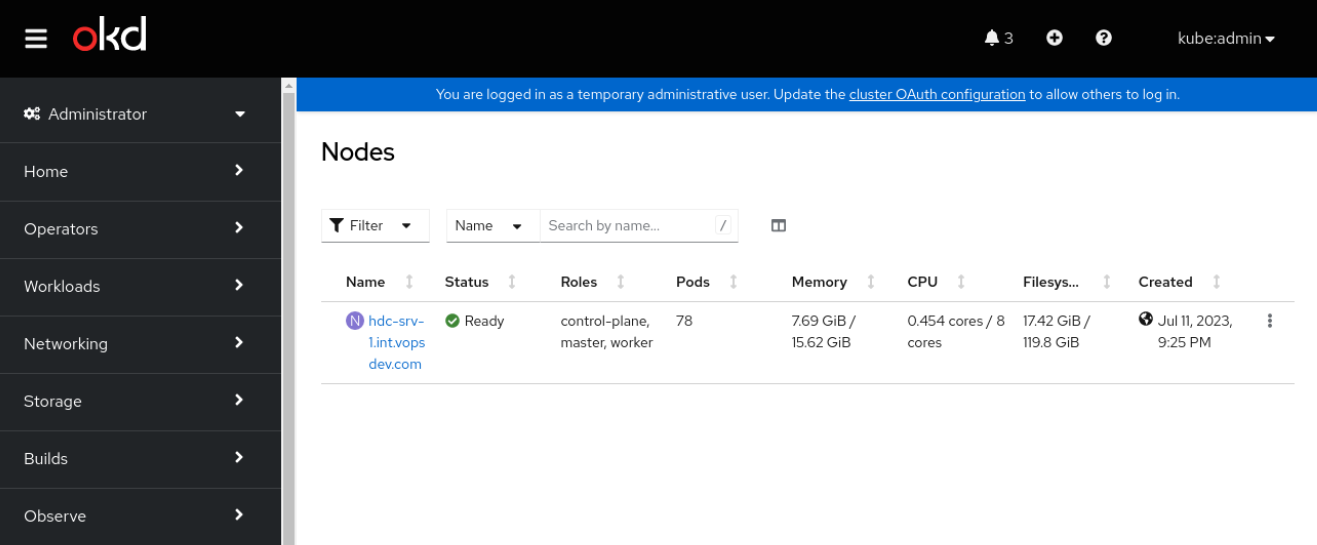 okd
3
kube:admin
Administrator
Home
Operators
Workloads
Networking
Storage
Builds
Observe
You are logged in as a temporary administrative user. Update the cluster OAuth configuration to allow others to log in.
Nodes
Filter
Name
Search by name...
/
Name Status Roles Pods Memory CPU Filesys... Created
N hdc-srv- Ready control-plane, 78 7.69 GiB / 0.454 cores / 8 17.42 GiB / Jul 11, 2023,
1.int.vops master, worker 15.62 GiB cores 119.8 GiB 9:25 PM
dev.com